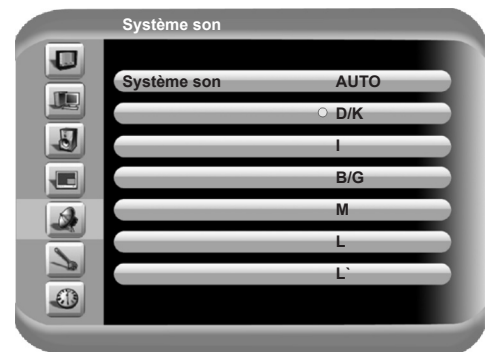 Système son
Système son AUTO
D/K
I
B/G
M
L
L`